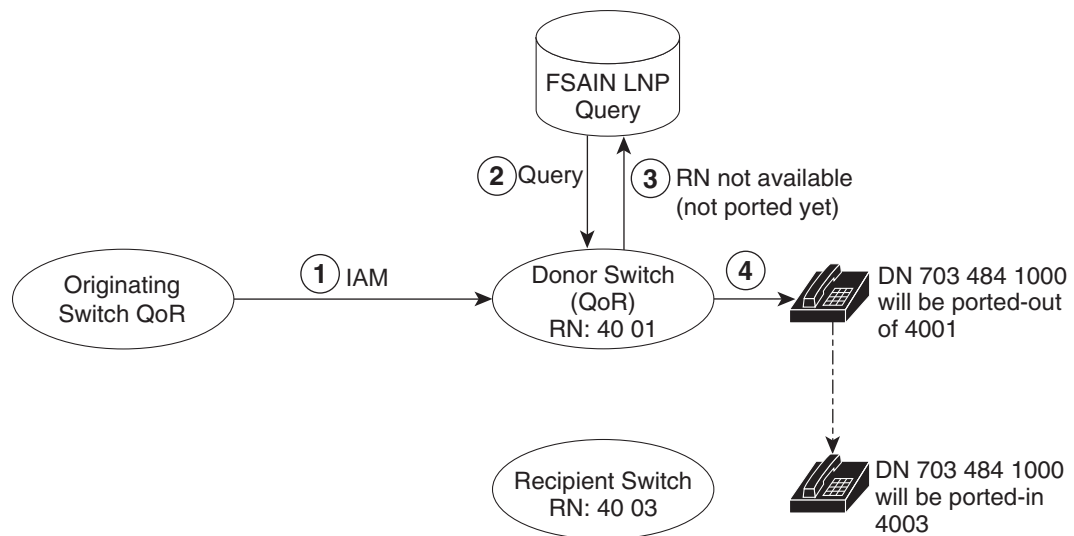 FSAIN LNP
Query
2 Query
3 RN not available
(not ported yet)
Originating
Switch QoR
1 IAM
Donor Switch
(QoR)
RN: 40 01
4
DN 703 484 1000
will be ported-out
of 4001
Recipient Switch
RN: 40 03
DN 703 484 1000
will be ported-in
4003